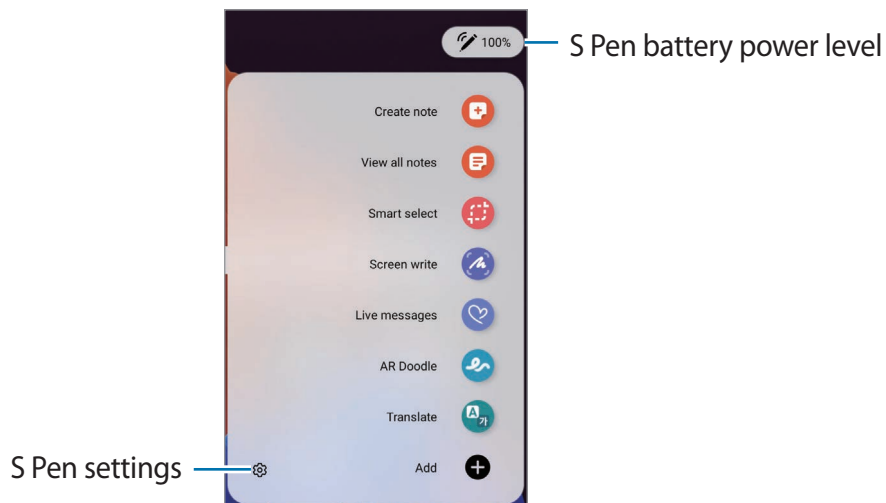 100%
S Pen battery power level
Create note
View all notes
Smart select
Screen write
Live messages
AR Doodle
A
가
Translate
S Pen settings
Add